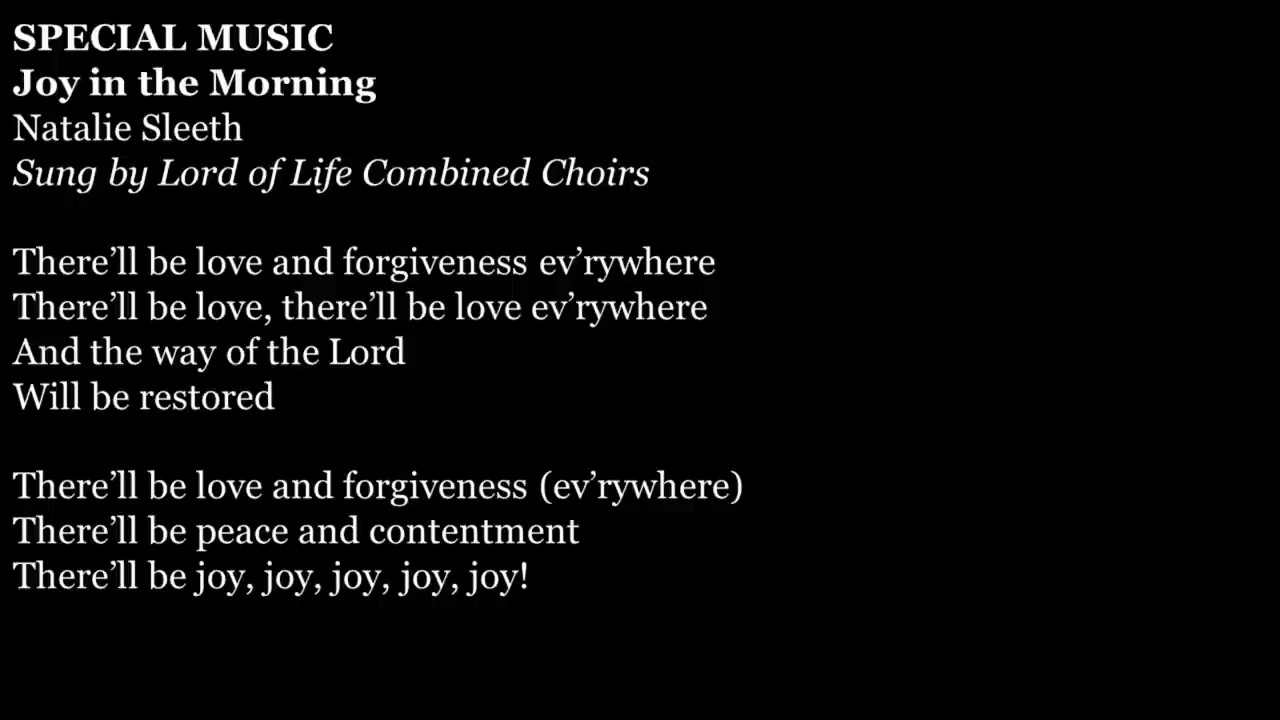 SPECIAL MUSIC
Joy in the Morning
Natalie Sleeth
Sung by Lord of Life Combined Choirs
There’ll be love and forgiveness ev’rywhere
There’ll be love, there’ll be love ev’rywhere
And the way of the Lord
Will be restored
There’ll be love and forgiveness (ev’rywhere)
There’ll be peace and contentment
There’ll be joy, joy, joy, joy, joy!